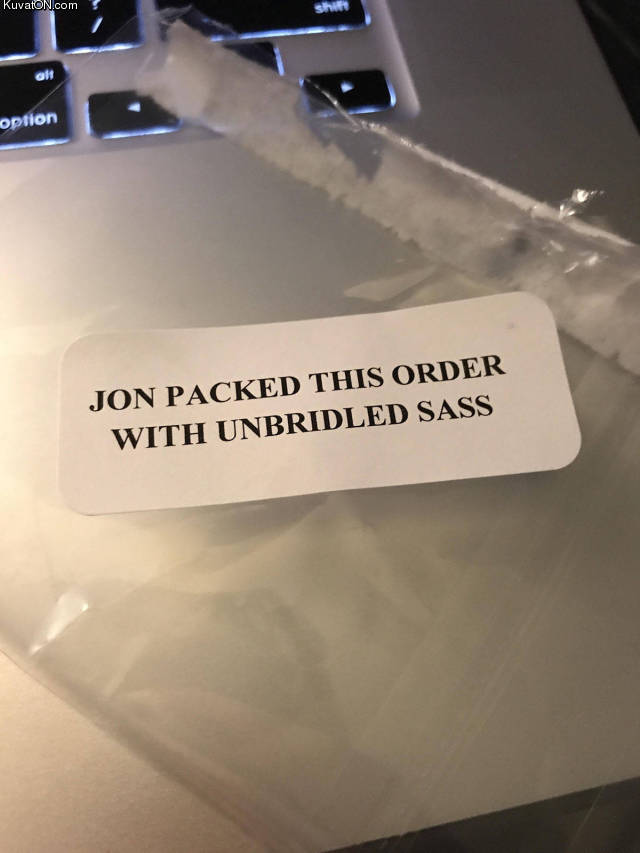 KuvatON.com
shift
alt
option
JON PACKED THIS ORDER
WITH UNBRIDLED SASS